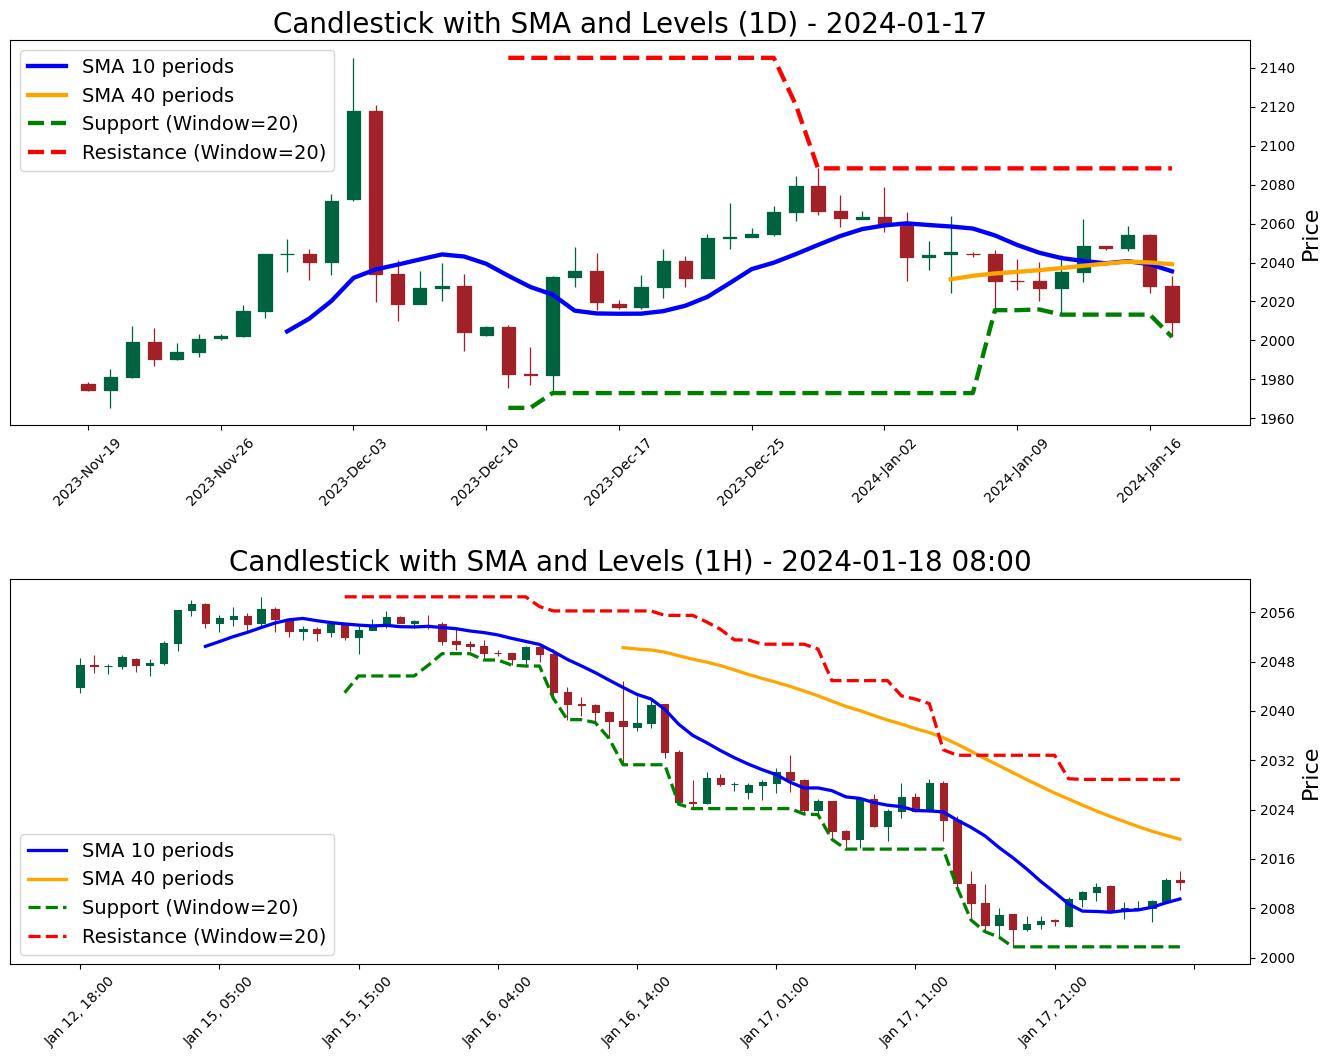 Candlestick with SMA and Levels (1D) - 2024-01-17
SMA 10 periods
SMA 40 periods
Support (Window=20)
Resistance (Window=20)
2140
2120
2100
2080
2060
2040
2020
2000
1980
1960
Price
2023-Nov-19
2023-Nov-26
2023-Dec-03
2023-Dec-10
2023-Dec-17
2023-Dec-25
2024-Jan-02
2024-Jan-09
2024-Jan-16
Candlestick with SMA and Levels (1H) - 2024-01-18 08:00
2056
2048
2040
2032
2024
2016
2008
2000
Price
SMA 10 periods
SMA 40 periods
Support (Window=20)
Resistance (Window=20)
Jan 12, 18:00
Jan 15, 05:00
Jan 15, 15:00
Jan 16, 04:00
Jan 16, 14:00
Jan 17, 01:00
Jan 17, 11:00
Jan 17, 21:00